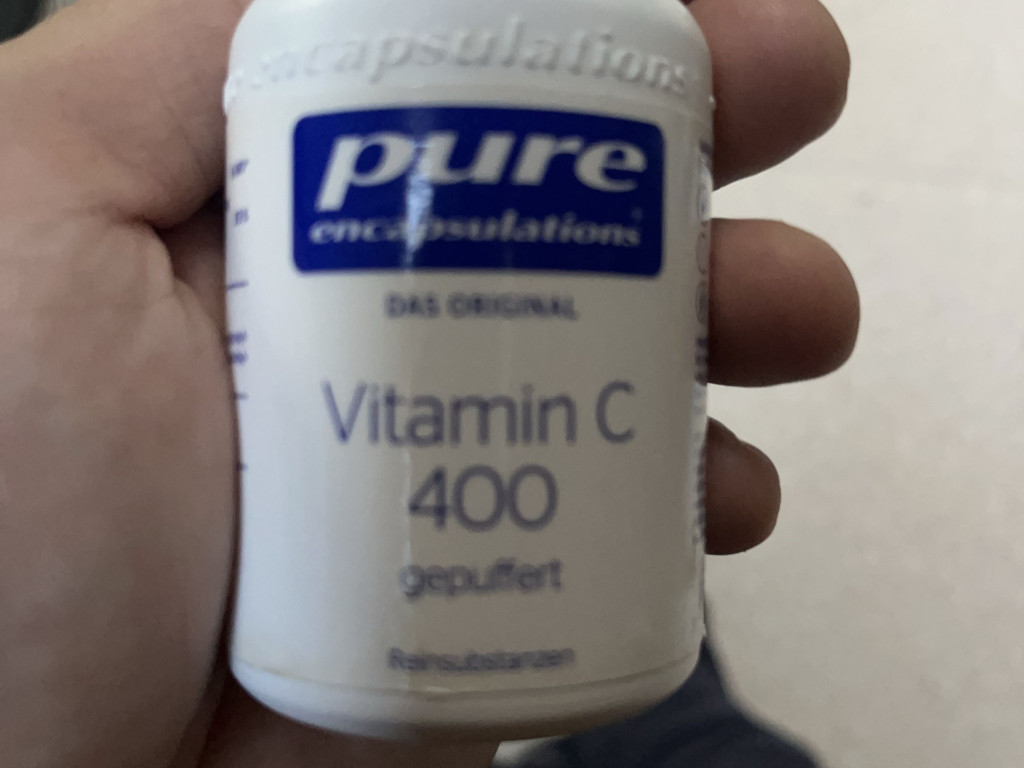 encapsulations
pure
encapsulations
DAS ORIGINAL
Vitamin C
400
gepuffert
Reinsubstanzen